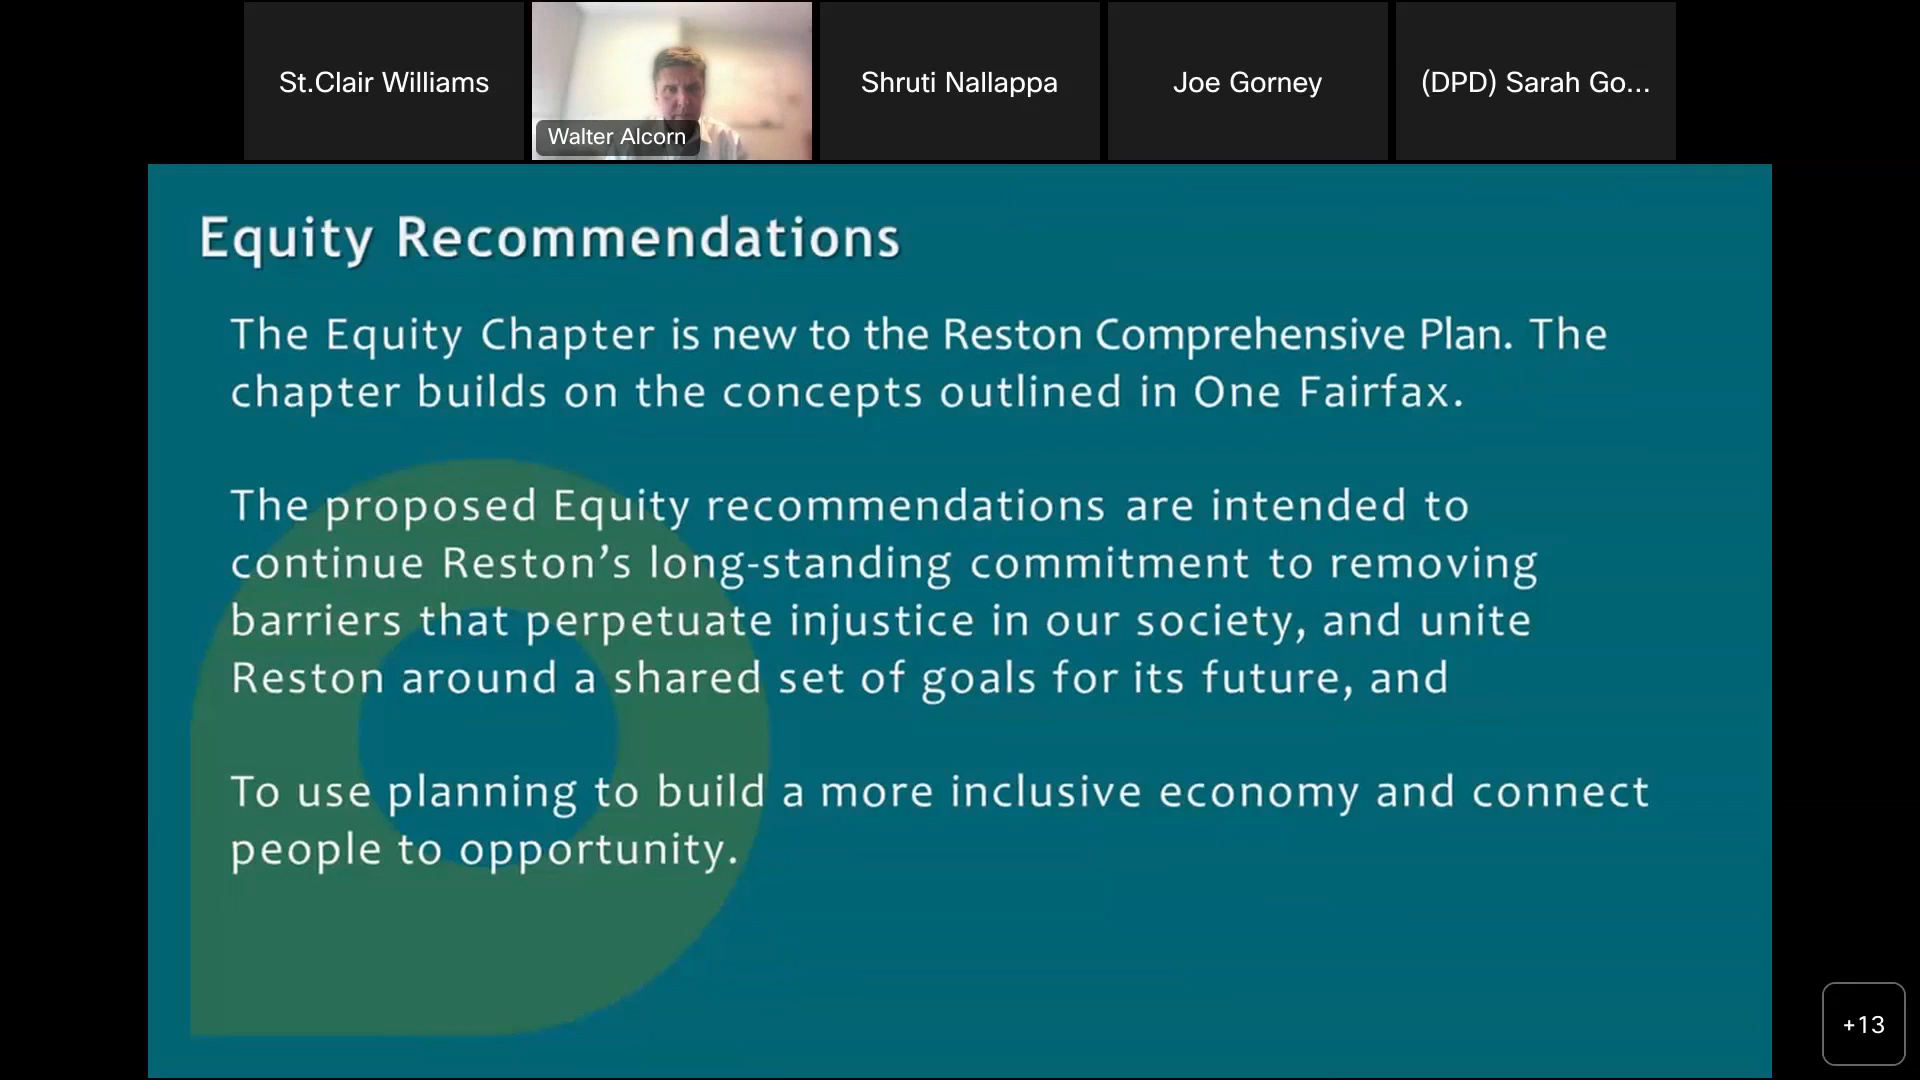 St.Clair Williams
Walter Alcorn
Shruti Nallappa
Joe Gorney
(DPD) Sarah Go...
Equity Recommendations
The Equity Chapter is new to the Reston Comprehensive Plan. The
chapter builds on the concepts outlined in One Fairfax.
The proposed Equity recommendations are intended to
continue Reston’s long-standing commitment to removing
barriers that perpetuate injustice in our society, and unite
Reston around a shared set of goals for its future, and
To use planning to build a more inclusive economy and connect
people to opportunity.
+13